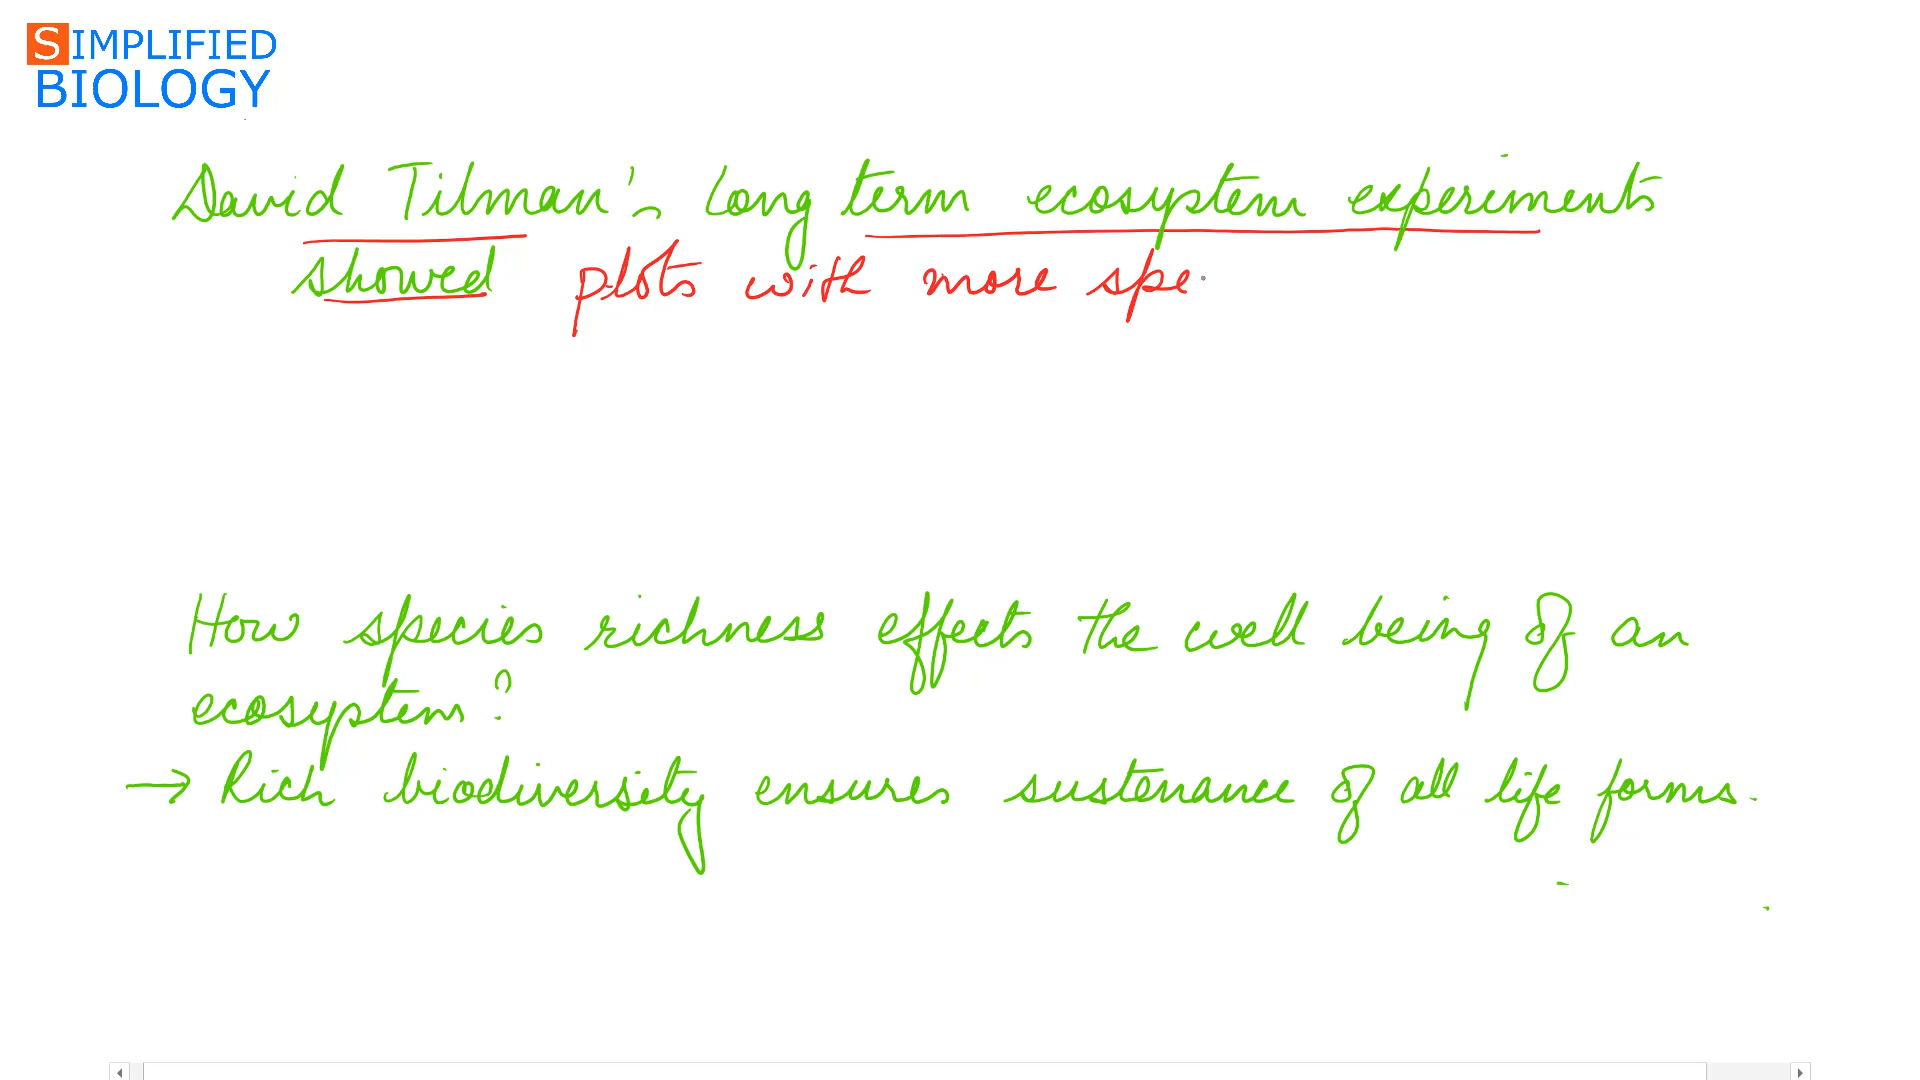 SIMPLIFIED
BIOLOGY
David Tilman's Long term ecosystem experiments
showed plots with more spe
How species richness effects the well being of an
ecosystem?
→ Rich biodiversity ensures sustenance of all life forms.